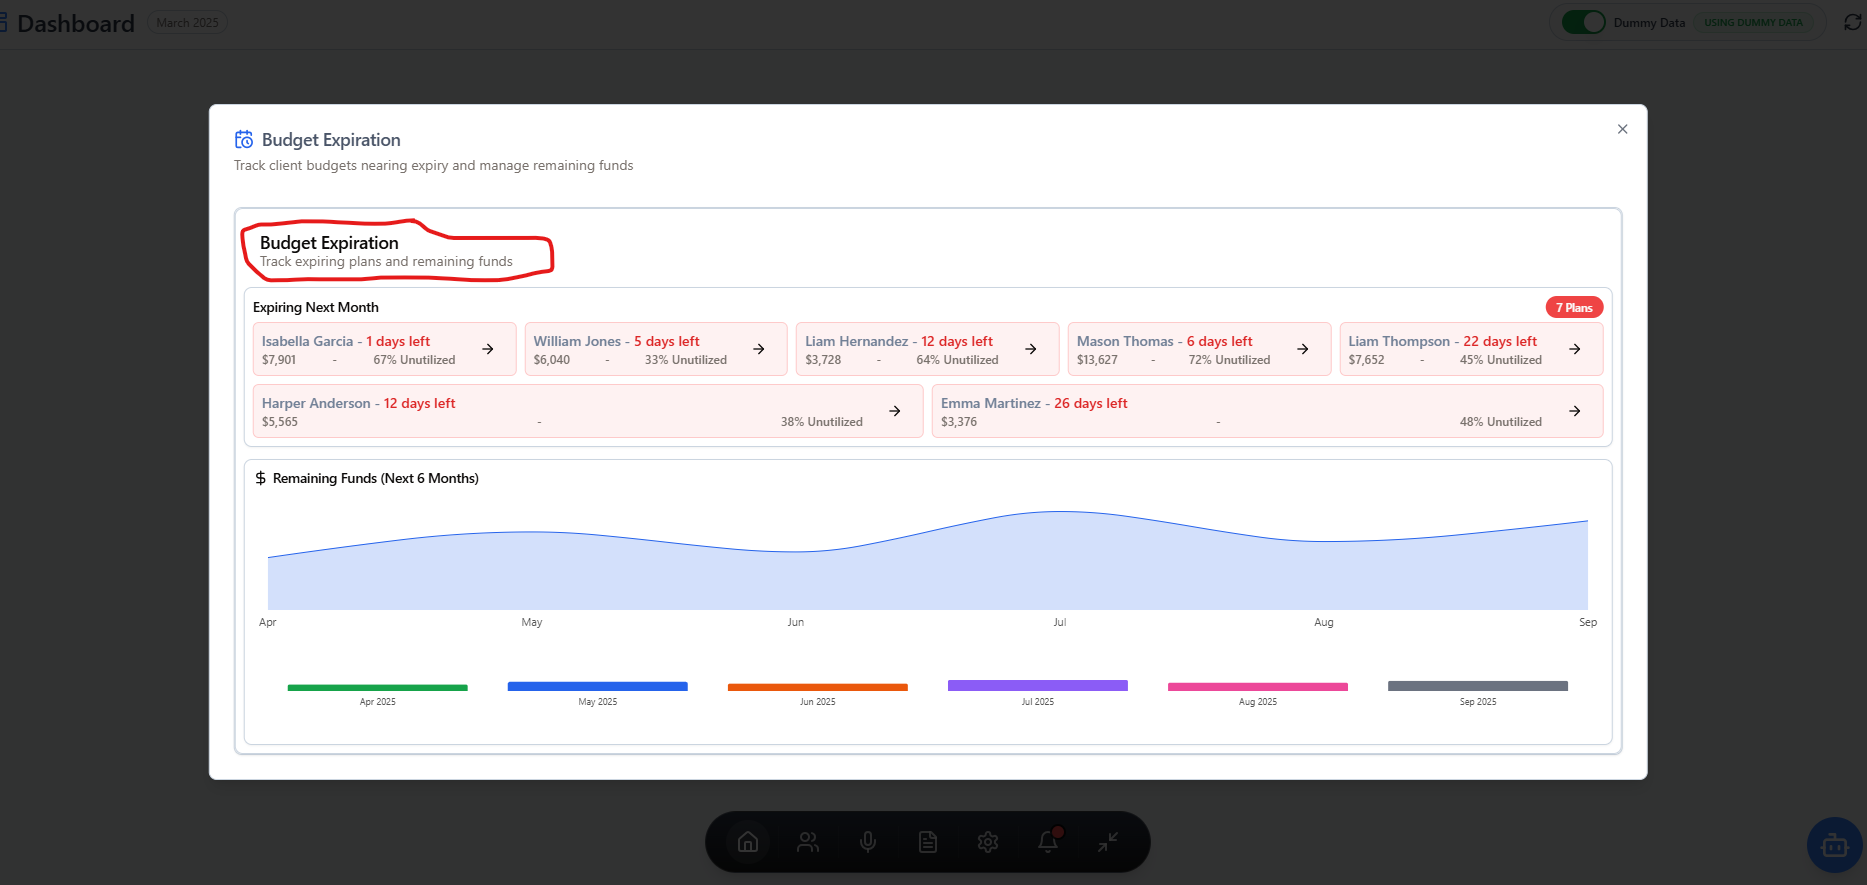 Dashboard March 2025 Dummy Data USING DUMMY DATA
Budget Expiration
Track client budgets nearing expiry and manage remaining funds
Budget Expiration
Track expiring plans and remaining funds
Expiring Next Month 7 Plans
Isabella Garcia - 1 days left
$7,901 - 67% Unutilized
William Jones - 5 days left
$6,040 - 33% Unutilized
Liam Hernandez - 12 days left
$3,728 - 64% Unutilized
Mason Thomas - 6 days left
$13,627 - 72% Unutilized
Liam Thompson - 22 days left
$7,652 - 45% Unutilized
Harper Anderson - 12 days left
$5,565 - 38% Unutilized
Emma Martinez - 26 days left
$3,376 - 48% Unutilized
$ Remaining Funds (Next 6 Months)
Apr May Jun Jul Aug Sep
Apr 2025 May 2025 Jun 2025 Jul 2025 Aug 2025 Sep 2025